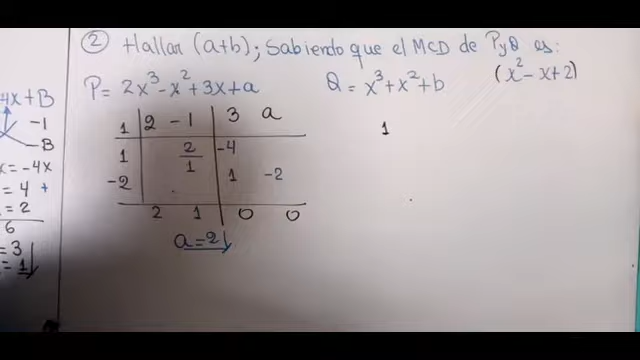 ② Hallar (a+b); Sabiendo que el MCD de P y Q es:
P = 2x³ - x² + 3x + a
Q = x³ + x² + b
(x² - x + 2)
1 | 2 -1 | 3 a
1 2 -4
1
-2 1 -2
2 1 0 0
a = 2
1
4x + B
-1
-B
x = -4x
= 4 +
= 2
6
= 3
= 1